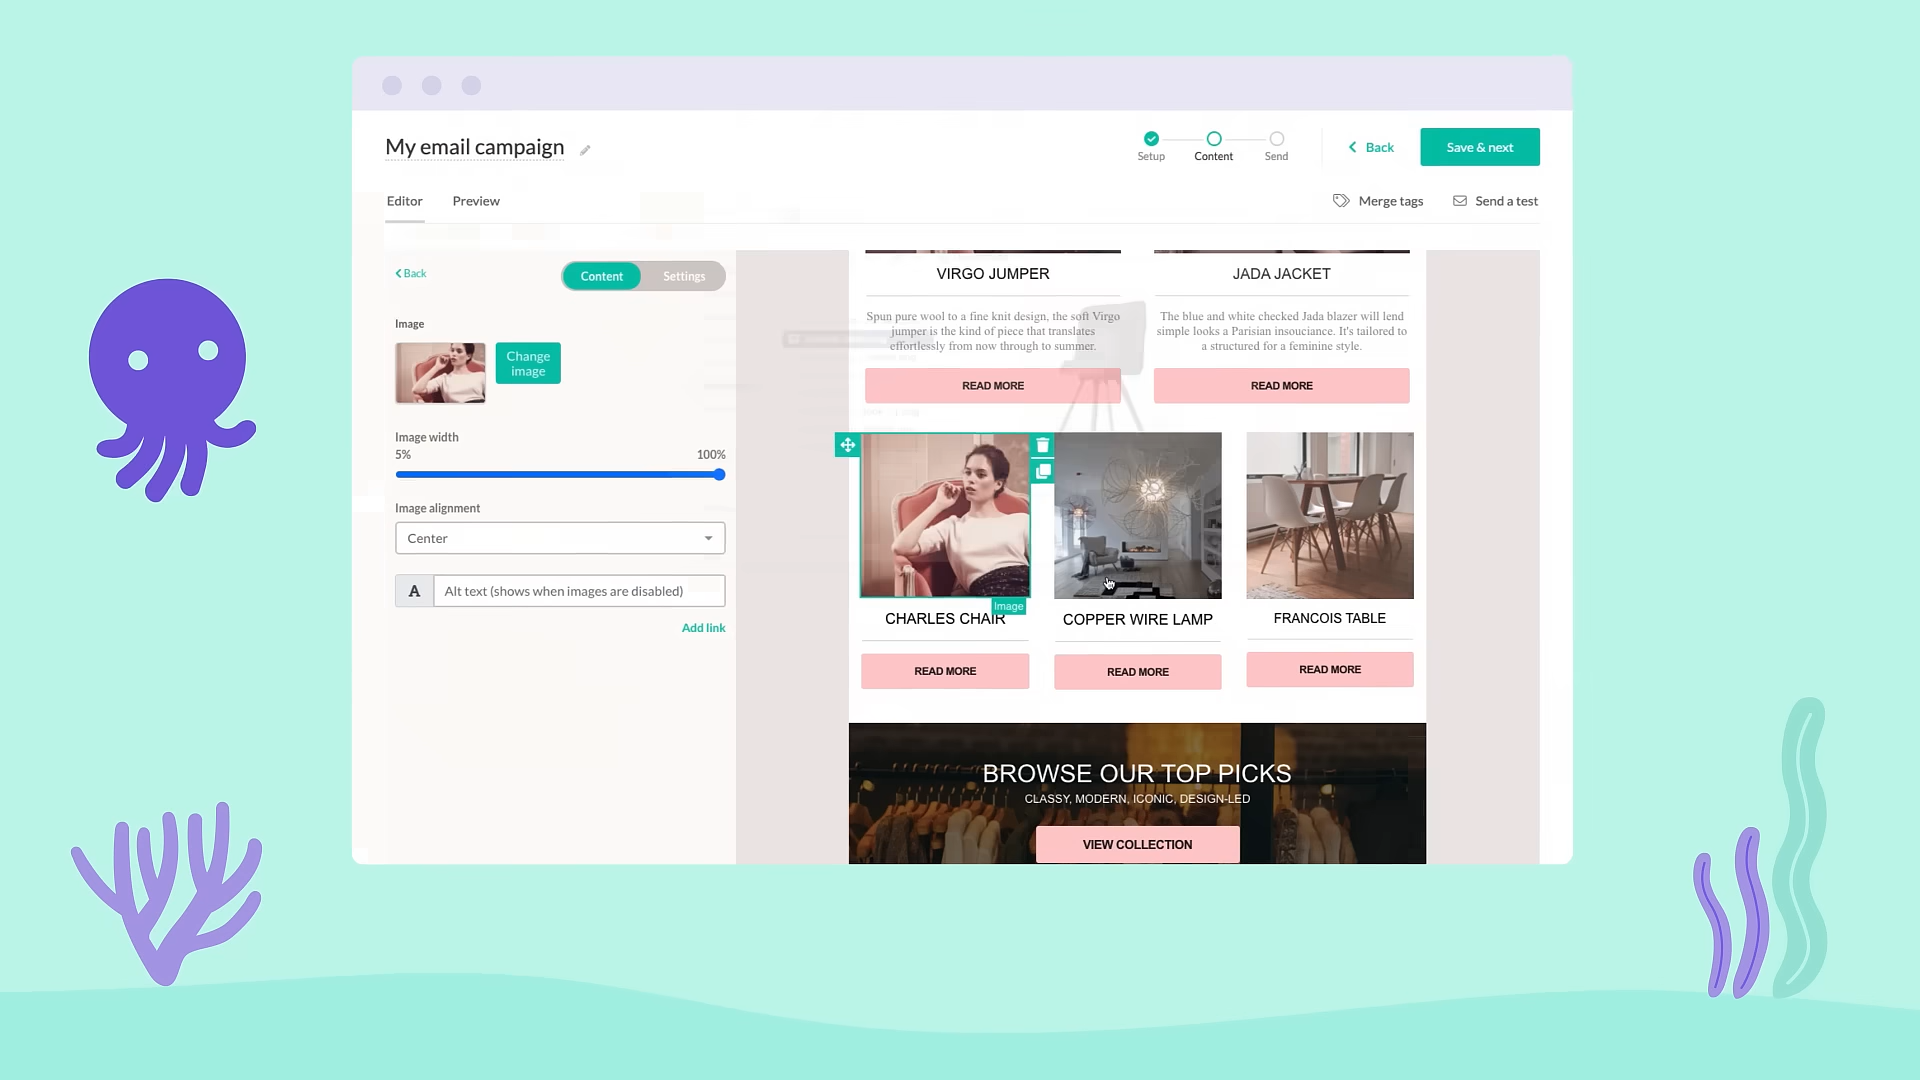 My email campaign
Setup
Content
Send
Back
Save & next
Editor
Preview
Merge tags
Send a test
Back
Content
Settings
Image
Change
image
Image width
5%
100%
Image alignment
Center
A
Alt text (shows when images are disabled)
Add link
VIRGO JUMPER
Spun pure wool to a fine knit design, the soft Virgo
jumper is the kind of piece that translates
effortlessly from now through to summer.
READ MORE
JADA JACKET
The blue and white checked Jada blazer will lend
simple looks a Parisian insouciance. It's tailored to
a structured for a feminine style.
READ MORE
Image
CHARLES CHAIR
READ MORE
COPPER WIRE LAMP
READ MORE
FRANCOIS TABLE
READ MORE
BROWSE OUR TOP PICKS
CLASSY, MODERN, ICONIC, DESIGN-LED
VIEW COLLECTION